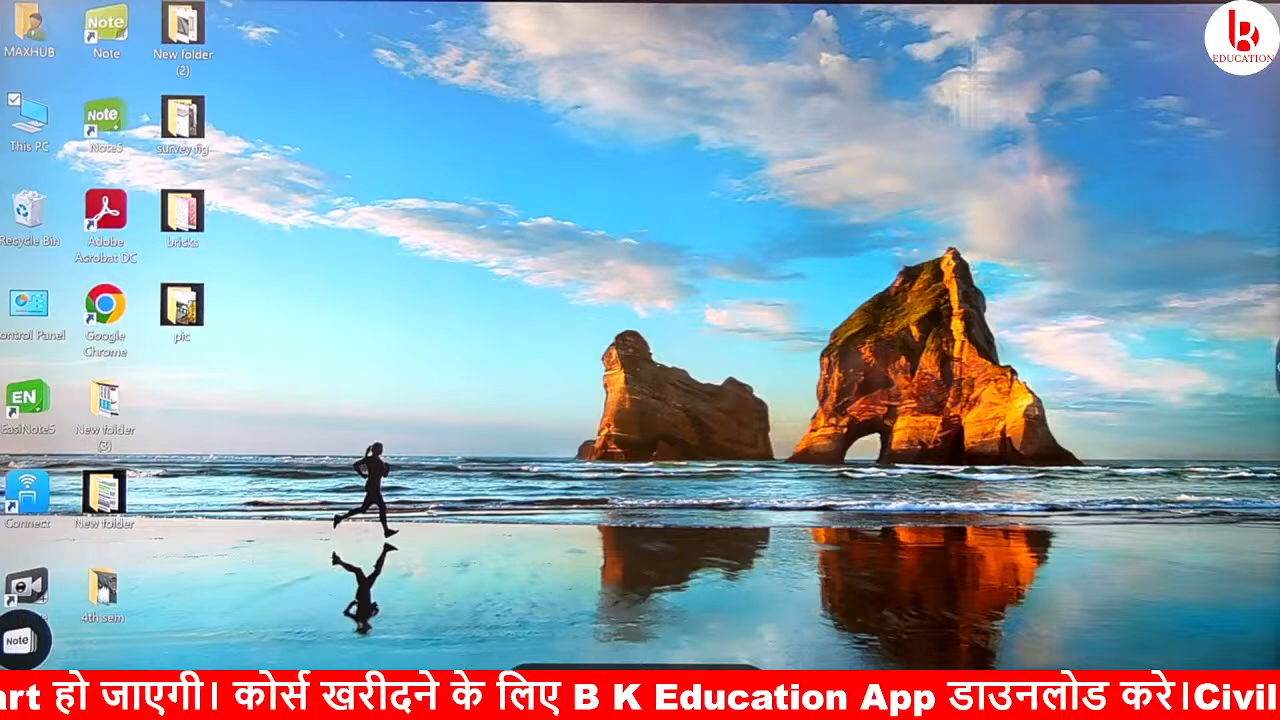 MAXHUB
Note
Note
New folder
(2)
This PC
Note
Note5
survey fig
Recycle Bin
Adobe
Acrobat DC
bricks
ontrol Panel
Google
Chrome
pic
EN
EasiNote5
New folder
(3)
Connect
New folder
4th sem
Note
EDUCATION
art हो जाएगी। कोर्स खरीदने के लिए B K Education App डाउनलोड करे।Civil